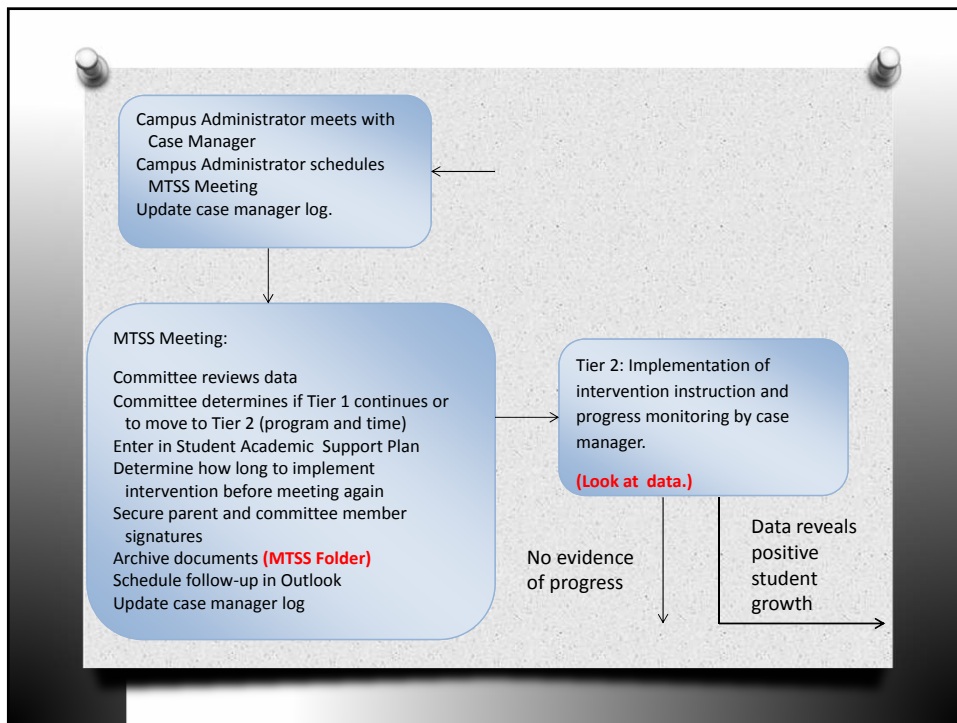 Campus Administrator meets with
Case Manager
Campus Administrator schedules
MTSS Meeting
Update case manager log.
MTSS Meeting:
Committee reviews data
Committee determines if Tier 1 continues or
to move to Tier 2 (program and time)
Enter in Student Academic Support Plan
Determine how long to implement
intervention before meeting again
Secure parent and committee member
signatures
Archive documents (MTSS Folder)
Schedule follow-up in Outlook
Update case manager log
Tier 2: Implementation of
intervention instruction and
progress monitoring by case
manager.
(Look at data.)
No evidence
of progress
Data reveals
positive
student
growth